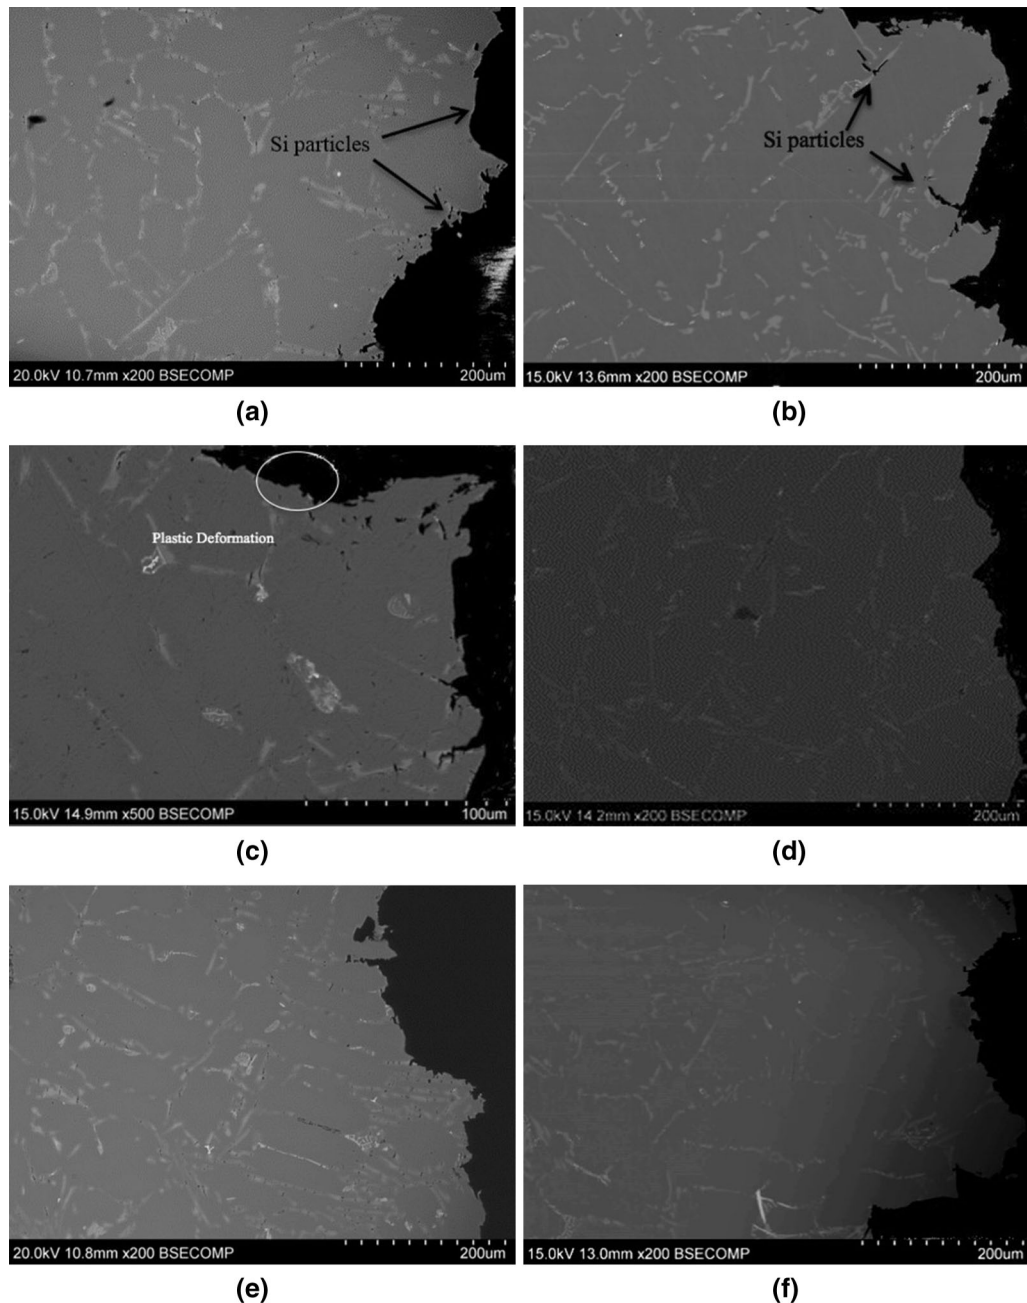 Si particles
20.0kV 10.7mm x200 BSECOMP 200um
(a)
Si particles
15.0kV 13.6mm x200 BSECOMP 200um
(b)
Plastic Deformation
15.0kV 14.9mm x500 BSECOMP 100um
(c)
15.0kV 14 2mm x200 BSECOMP 200um
(d)
20.0kV 10.8mm x200 BSECOMP 200um
(e)
15.0kV 13.0mm x200 BSECOMP 200um
(f)